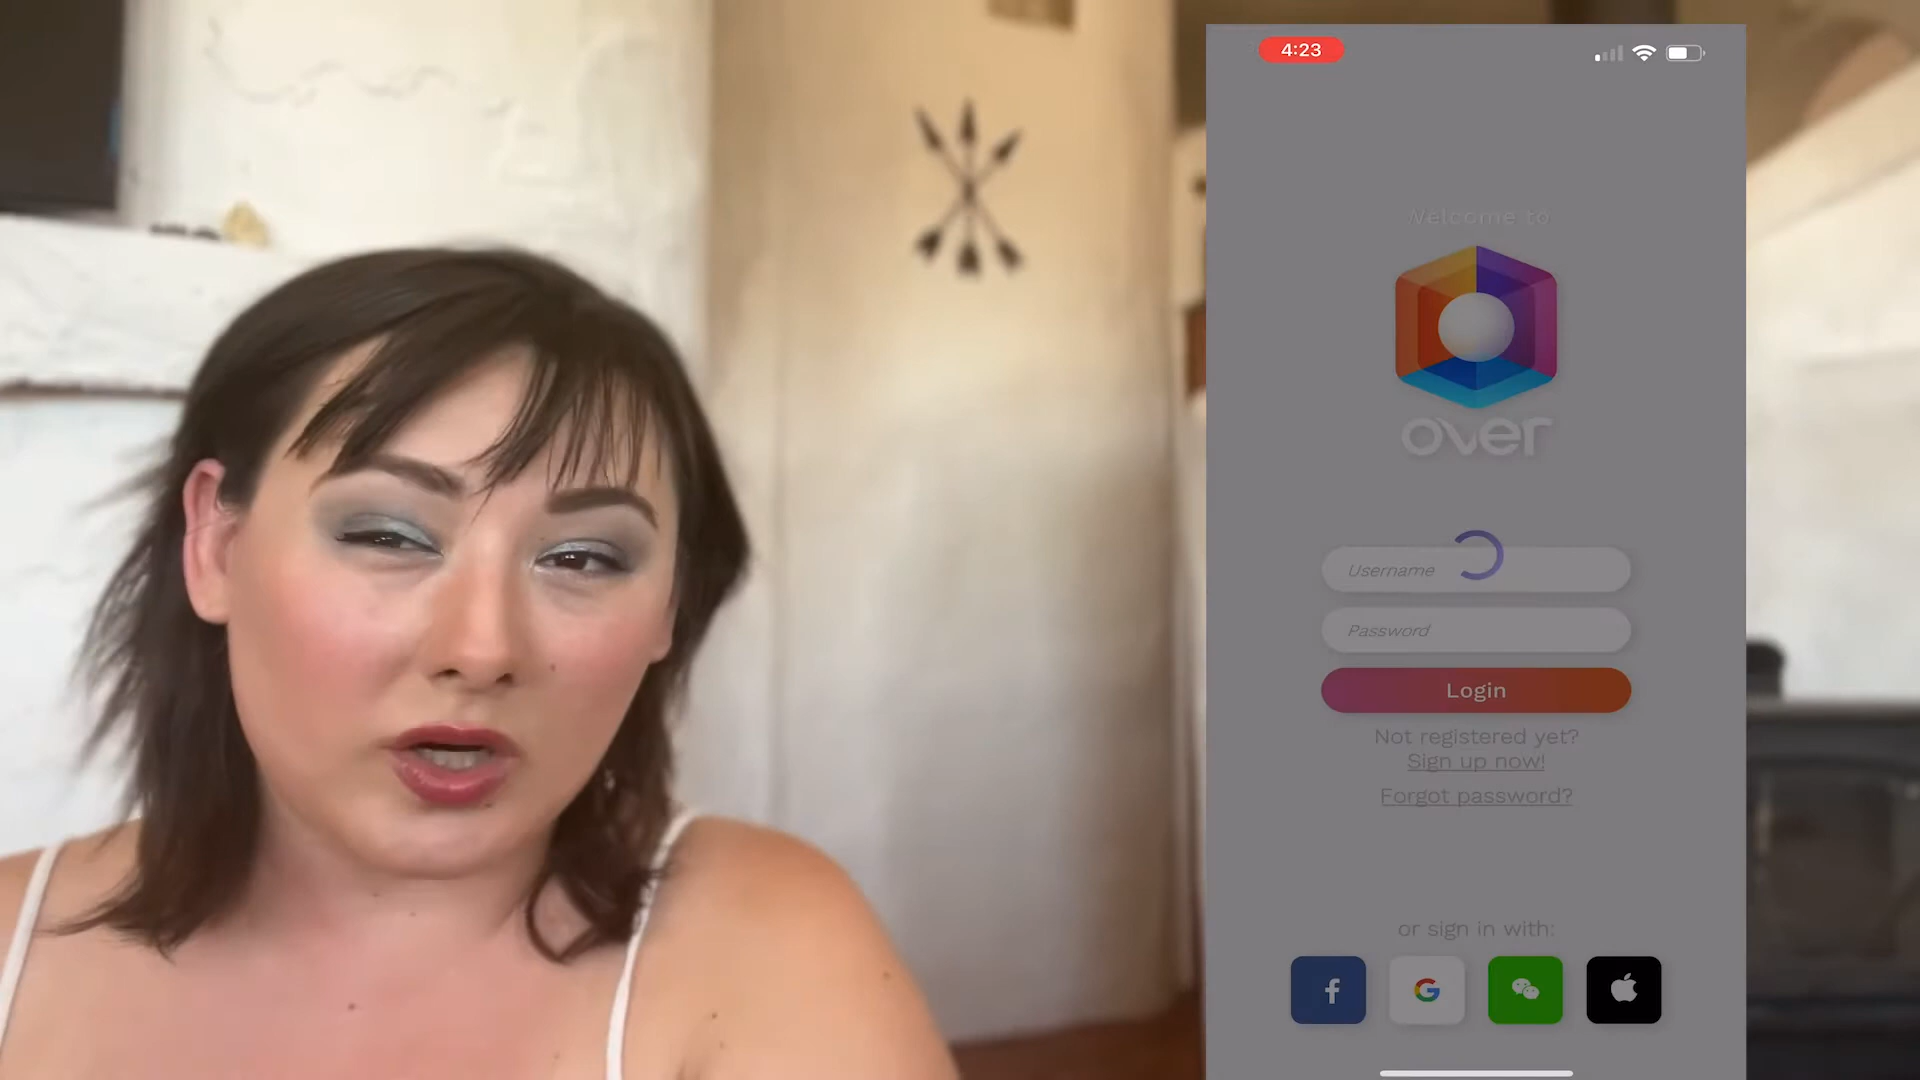 4:23
Welcome to
over
Username
Password
Login
Not registered yet?
Sign up now!
Forgot password?
or sign in with: